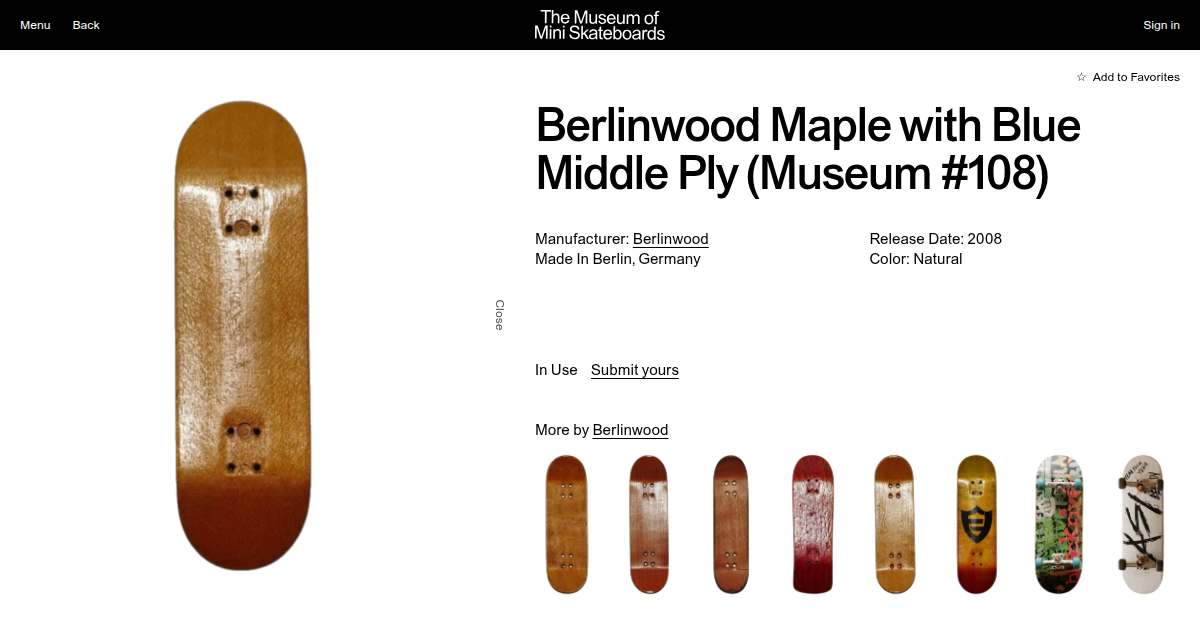 Menu Back
The Museum of
Mini Skateboards
Sign in
☆ Add to Favorites
Berlinwood Maple with Blue
Middle Ply (Museum #108)
Manufacturer: Berlinwood
Made In Berlin, Germany
Release Date: 2008
Color: Natural
Close
In Use Submit yours
More by Berlinwood